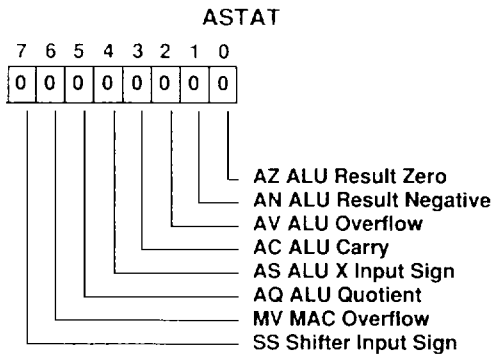 ASTAT
7 6 5 4 3 2 1 0
0 0 0 0 0 0 0 0
AZ ALU Result Zero
AN ALU Result Negative
AV ALU Overflow
AC ALU Carry
AS ALU X Input Sign
AQ ALU Quotient
MV MAC Overflow
SS Shifter Input Sign